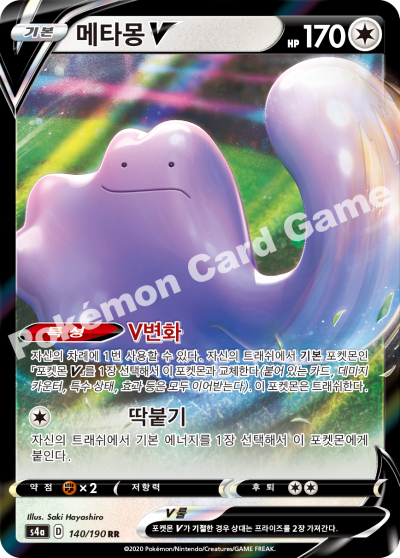 기본 메타몽 V HP 170
Pokémon Card Game
특성 V변화
자신의 차례에 1번 사용할 수 있다. 자신의 트래쉬에서 기본 포켓몬인
「포켓몬 V」를 1장 선택해서 이 포켓몬과 교체한다(붙어 있는 카드, 데미지
카운터, 특수 상태, 효과 등은 모두 이어받는다). 이 포켓몬은 트래쉬한다.
딱붙기
자신의 트래쉬에서 기본 에너지를 1장 선택해서 이 포켓몬에게
붙인다.
약점 ×2 저항력 후퇴
Illus. Saki Hayashiro
V룰
s4a D 140/190 RR
포켓몬 V가 기절한 경우 상대는 프라이즈를 2장 가져간다.
©2020 Pokémon/Nintendo/Creatures/GAME FREAK.